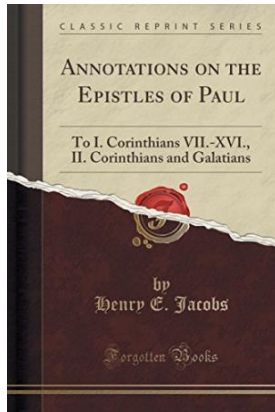 CLASSIC REPRINT SERIES
ANNOTATIONS ON THE
EPISTLES OF PAUL
To I. Corinthians VII.-XVI.,
II. Corinthians and Galatians
by
Henry E. Jacobs
Forgotten Books